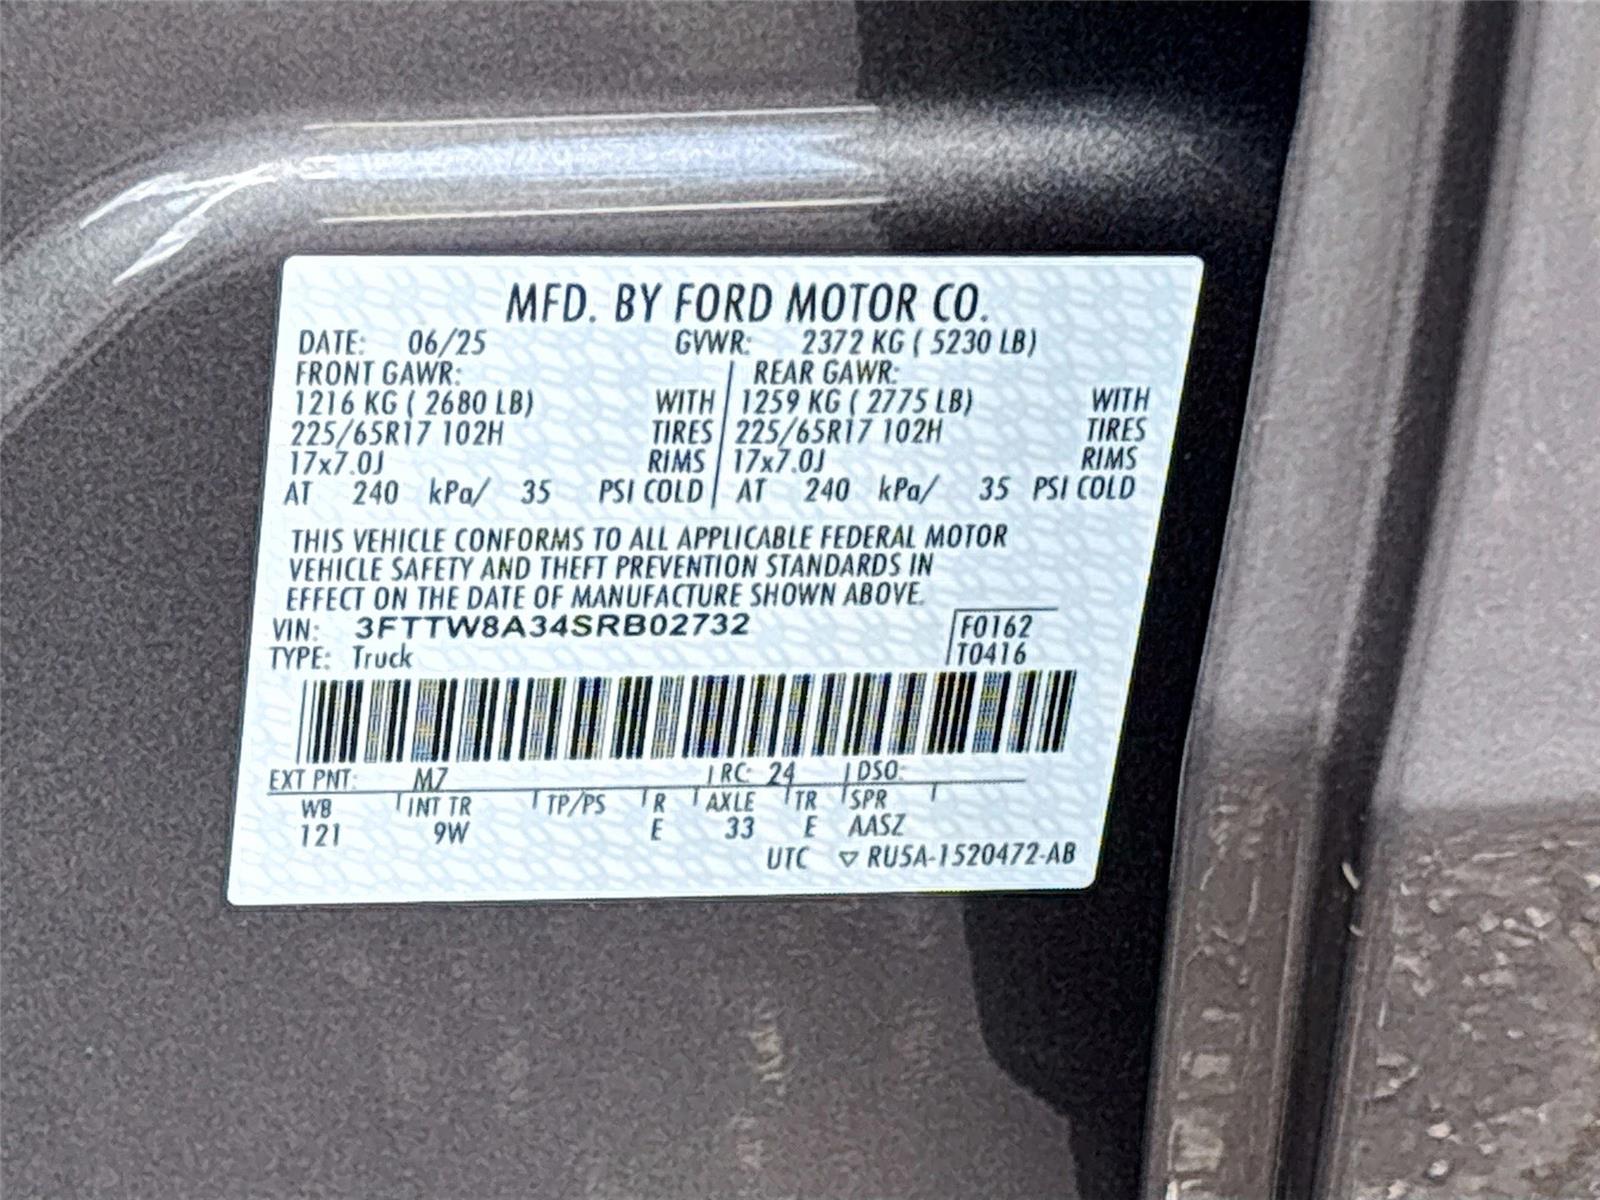 MFD. BY FORD MOTOR CO.
DATE: 06/25 GVWR: 2372 KG ( 5230 LB)
FRONT GAWR: REAR GAWR:
1216 KG ( 2680 LB) WITH 1259 KG ( 2775 LB) WITH
225/65R17 102H TIRES 225/65R17 102H TIRES
17x7.0J RIMS 17x7.0J RIMS
AT 240 kPa/ 35 PSI COLD AT 240 kPa/ 35 PSI COLD
THIS VEHICLE CONFORMS TO ALL APPLICABLE FEDERAL MOTOR
VEHICLE SAFETY AND THEFT PREVENTION STANDARDS IN
EFFECT ON THE DATE OF MANUFACTURE SHOWN ABOVE.
VIN: 3FTTW8A34SRB02732 F0162
TYPE: Truck T0416
EXT PNT: M7 RC: 24 DSO:
WB INT TR TP/PS R AXLE TR SPR
121 9W E 33 E AASZ
UTC ▽ RU5A-1520472-AB